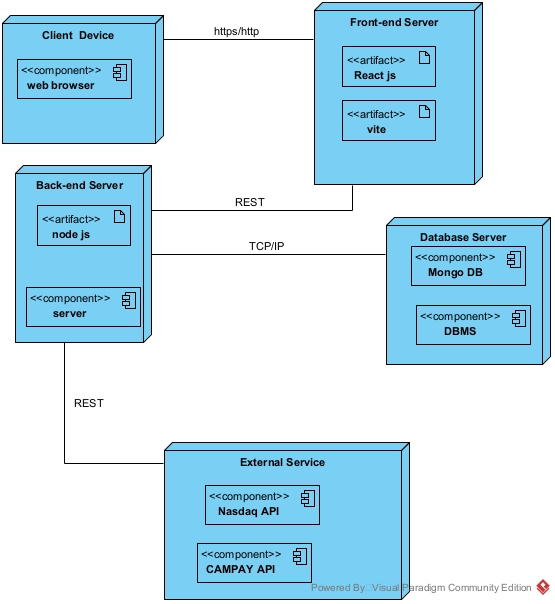 Client  Device
<<component>>
web browser
https/http
Front-end Server
<<artifact>>
React js
<<artifact>>
vite
Back-end Server
<<artifact>>
node js
<<component>>
server
REST
TCP/IP
Database Server
<<component>>
Mongo DB
<<component>>
DBMS
REST
External Service
<<component>>
Nasdaq API
<<component>>
CAMPAY API
Powered By Visual Paradigm Community Edition